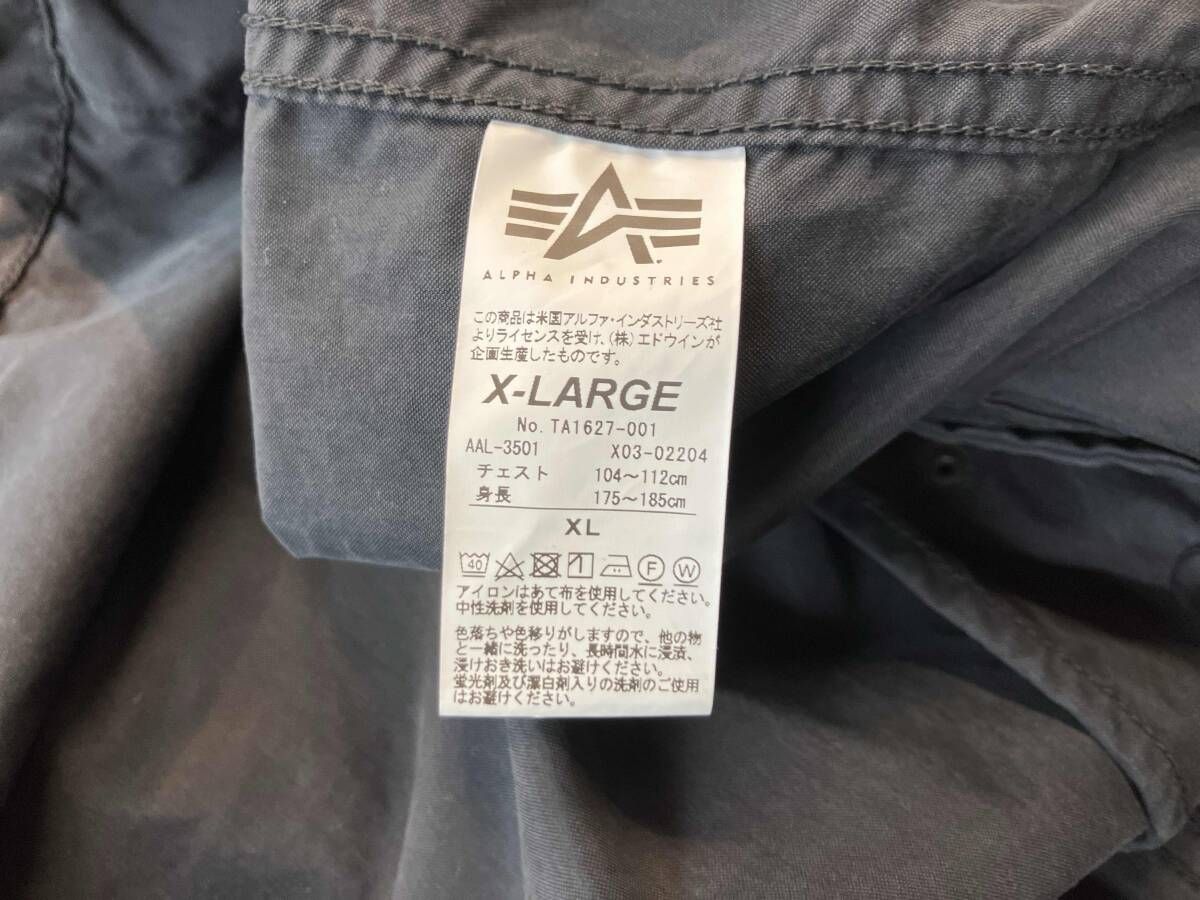 ALPHA INDUSTRIES
この商品は米国アルファ・インダストリーズ社
よりライセンスを受け、(株)エドウインが
企画生産したものです。
X-LARGE
No. TA1627-001
AAL-3501 X03-02204
チェスト 104～112cm
身長 175～185cm
XL
40 F W
アイロンはあて布を使用してください。
中性洗剤を使用してください。
色落ちや色移りがしますので、他の物
と一緒に洗ったり、長時間水に浸漬、
浸けおき洗いはお避けください。
蛍光剤及び漂白剤入りの洗剤のご使用
はお避けください。